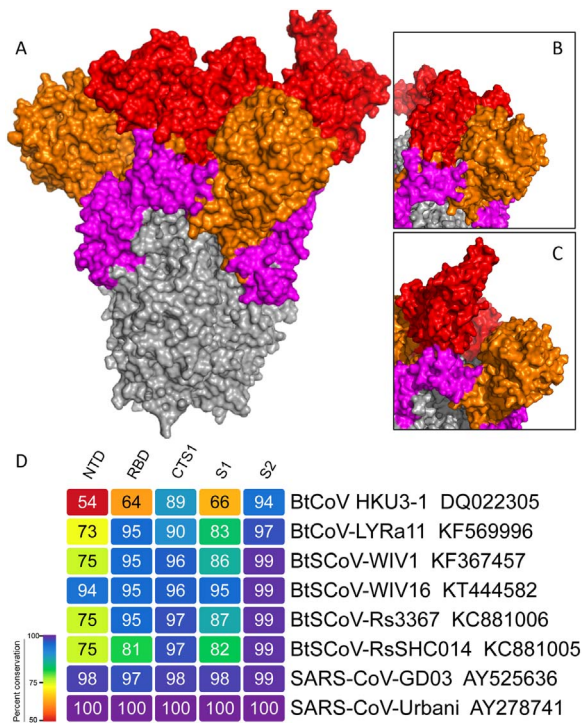 A
B
C
D
NTD RBD CTS1 S1 S2
54 64 89 66 94 BtCoV HKU3-1 DQ022305
73 95 90 83 97 BtCoV-LYRa11 KF569996
75 95 96 86 99 BtSCoV-WIV1 KF367457
94 95 96 95 99 BtSCoV-WIV16 KT444582
75 95 97 87 99 BtSCoV-Rs3367 KC881006
75 81 97 82 99 BtSCoV-RsSHC014 KC881005
98 97 98 98 99 SARS-CoV-GD03 AY525636
100 100 100 100 100 SARS-CoV-Urbani AY278741
Percent conservation
100
75
50